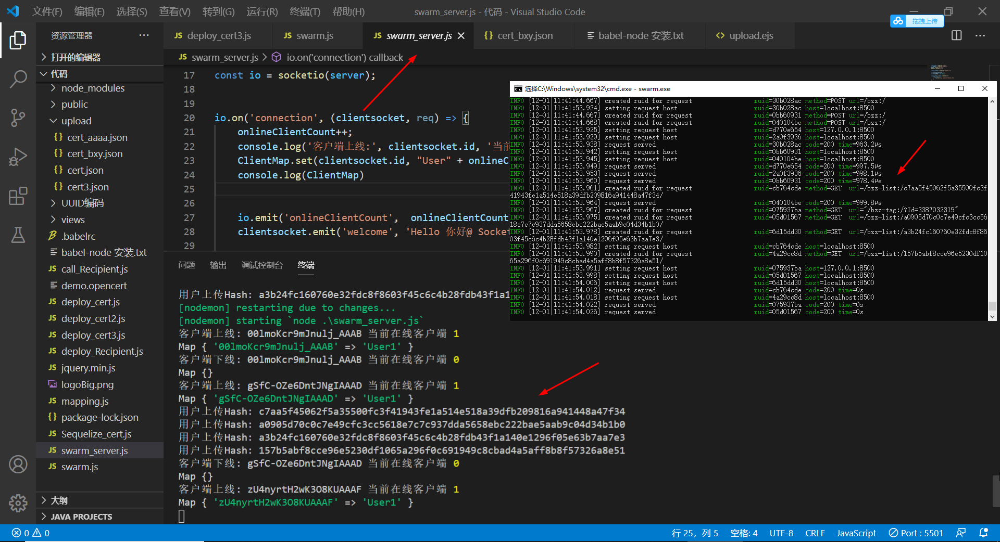 文件(F) 编辑(E) 选择(S) 查看(V) 转到(G) 运行(R) 终端(T) 帮助(H)
swarm_server.js - 代码 - Visual Studio Code
拖拽上传
资源管理器
打开的编辑器
代码
node_modules
public
upload
cert_aaaa.json
cert_bxy.json
cert.json
cert3.json
UUID编码
views
.babelrc
babel-node 安装.txt
call_Recipient.js
demo.opencert
deploy_cert.js
deploy_cert2.js
deploy_cert3.js
deploy_Recipient.js
jquery.min.js
logoBig.png
mapping.js
package-lock.json
Sequelize_cert.js
swarm_server.js
swarm.js
大纲
JAVA PROJECTS
JS deploy_cert3.js JS swarm.js JS swarm_server.js {} cert_bxy.json babel-node 安装.txt <> upload.ejs
JS swarm_server.js > io.on('connection') callback
17 const io = socketio(server);
18
19
20 io.on('connection', (clientsocket, req) => {
21 onlineClientCount++;
22 console.log('客户端上线:', clientsocket.id, '当前
23 ClientMap.set(clientsocket.id, "User" + onlineC
24 console.log(ClientMap)
25
26
27 io.emit('onlineClientCount', onlineClientCount
28 clientsocket.emit('welcome', 'Hello 你好@ Socket
29
选择C:\Windows\system32\cmd.exe - swarm.exe
INFO [12-01|11:41:44.667] created ruid for request ruid=30b028ac method=POST url=/bzz:/
INFO [12-01|11:41:53.934] setting request host ruid=30b028ac host=localhost:8500
INFO [12-01|11:41:44.667] created ruid for request ruid=0bb60931 method=POST url=/bzz:/
INFO [12-01|11:41:44.668] created ruid for request ruid=040104be method=POST url=/bzz:/
INFO [12-01|11:41:53.925] setting request host ruid=d770e654 host=127.0.0.1:8500
INFO [12-01|11:41:53.929] setting request host ruid=2a0f3936 host=localhost:8500
INFO [12-01|11:41:53.938] request served ruid=30b028ac code=200 time=963.2µs
INFO [12-01|11:41:53.942] setting request host ruid=0bb60931 host=localhost:8500
INFO [12-01|11:41:53.945] setting request host ruid=040104be host=localhost:8500
INFO [12-01|11:41:53.949] request served ruid=d770e654 code=200 time=997.5µs
INFO [12-01|11:41:53.953] request served ruid=2a0f3936 code=200 time=998.1µs
INFO [12-01|11:41:53.960] request served ruid=0bb60931 code=200 time=978.4µs
INFO [12-01|11:41:53.961] created ruid for request ruid=cb764cde method=GET url=/bzz-list:/c7aa5f45062f5a35500fc3f
41943fe1a514e518a39dfb209816a941448a47f34/
INFO [12-01|11:41:53.964] request served ruid=040104be code=200 time=999.8µs
INFO [12-01|11:41:53.967] created ruid for request ruid=075937ba method=GET url="/bzz-tag:/?Id=3387032319"
INFO [12-01|11:41:53.975] created ruid for request ruid=05d01567 method=GET url=/bzz-list:/a0905d70c0c7e49cfc3cc56
18e7c7c937dda5658ebc222bae5aab9c04d34b1b0/
INFO [12-01|11:41:53.978] created ruid for request ruid=6d15dd30 method=GET url=/bzz-list:/a3b24fc160760e32fdc8f86
03f45c6c4b28fdb43f1a140e1296f05e63b7aa7e3/
INFO [12-01|11:41:53.982] setting request host ruid=cb764cde host=localhost:8500
INFO [12-01|11:41:53.990] created ruid for request ruid=4a29cc8d method=GET url=/bzz-list:/157b5abf8cce96e5230df10
65a296f0c691949c8cbad4a5aff8b8f57326a8e51/
INFO [12-01|11:41:53.991] setting request host ruid=075937ba host=127.0.0.1:8500
INFO [12-01|11:41:53.998] setting request host ruid=05d01567 host=localhost:8500
INFO [12-01|11:41:54.006] setting request host ruid=6d15dd30 host=localhost:8500
INFO [12-01|11:41:54.012] request served ruid=cb764cde code=200 time=0s
INFO [12-01|11:41:54.018] setting request host ruid=4a29cc8d host=localhost:8500
INFO [12-01|11:41:54.022] request served ruid=075937ba code=200 time=0s
INFO [12-01|11:41:54.026] request served ruid=05d01567 code=200 time=0s
问题 输出 调试控制台 终端
用户上传Hash: a3b24fc160760e32fdc8f8603f45c6c4b28fdb43f1a1
[nodemon] restarting due to changes...
[nodemon] starting `node .\swarm_server.js`
客户端上线: 00lmoKcr9mJnulj_AAAB 当前在线客户端 1
Map { '00lmoKcr9mJnulj_AAAB' => 'User1' }
客户端下线: 00lmoKcr9mJnulj_AAAB 当前在线客户端 0
Map {}
客户端上线: gSfC-OZe6DntJNgIAAAD 当前在线客户端 1
Map { 'gSfC-OZe6DntJNgIAAAD' => 'User1' }
用户上传Hash: c7aa5f45062f5a35500fc3f41943fe1a514e518a39dfb209816a941448a47f34
用户上传Hash: a0905d70c0c7e49cfc3cc5618e7c7c937dda5658ebc222bae5aab9c04d34b1b0
用户上传Hash: a3b24fc160760e32fdc8f8603f45c6c4b28fdb43f1a140e1296f05e63b7aa7e3
用户上传Hash: 157b5abf8cce96e5230df1065a296f0c691949c8cbad4a5aff8b8f57326a8e51
客户端下线: gSfC-OZe6DntJNgIAAAD 当前在线客户端 0
Map {}
客户端上线: zU4nyrtH2wK3O8KUAAAF 当前在线客户端 1
Map { 'zU4nyrtH2wK3O8KUAAAF' => 'User1' }
0 0 行 25，列 5 空格: 4 UTF-8 CRLF JavaScript Port : 5501